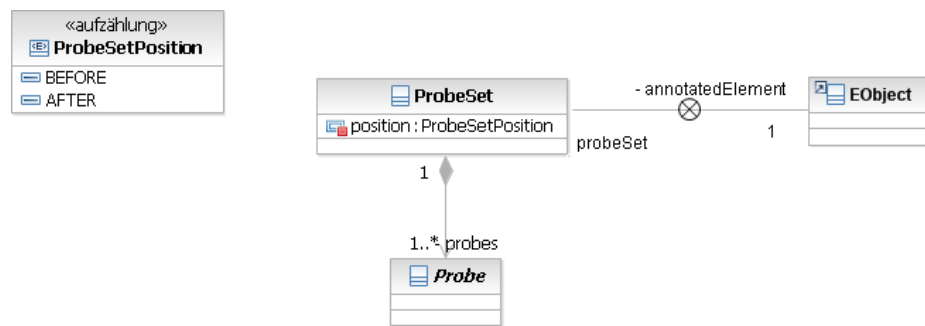 «aufzählung»
ProbeSetPosition
BEFORE
AFTER
ProbeSet
position : ProbeSetPosition
- annotatedElement
1
probeSet
EObject
1
1..*
- probes
Probe